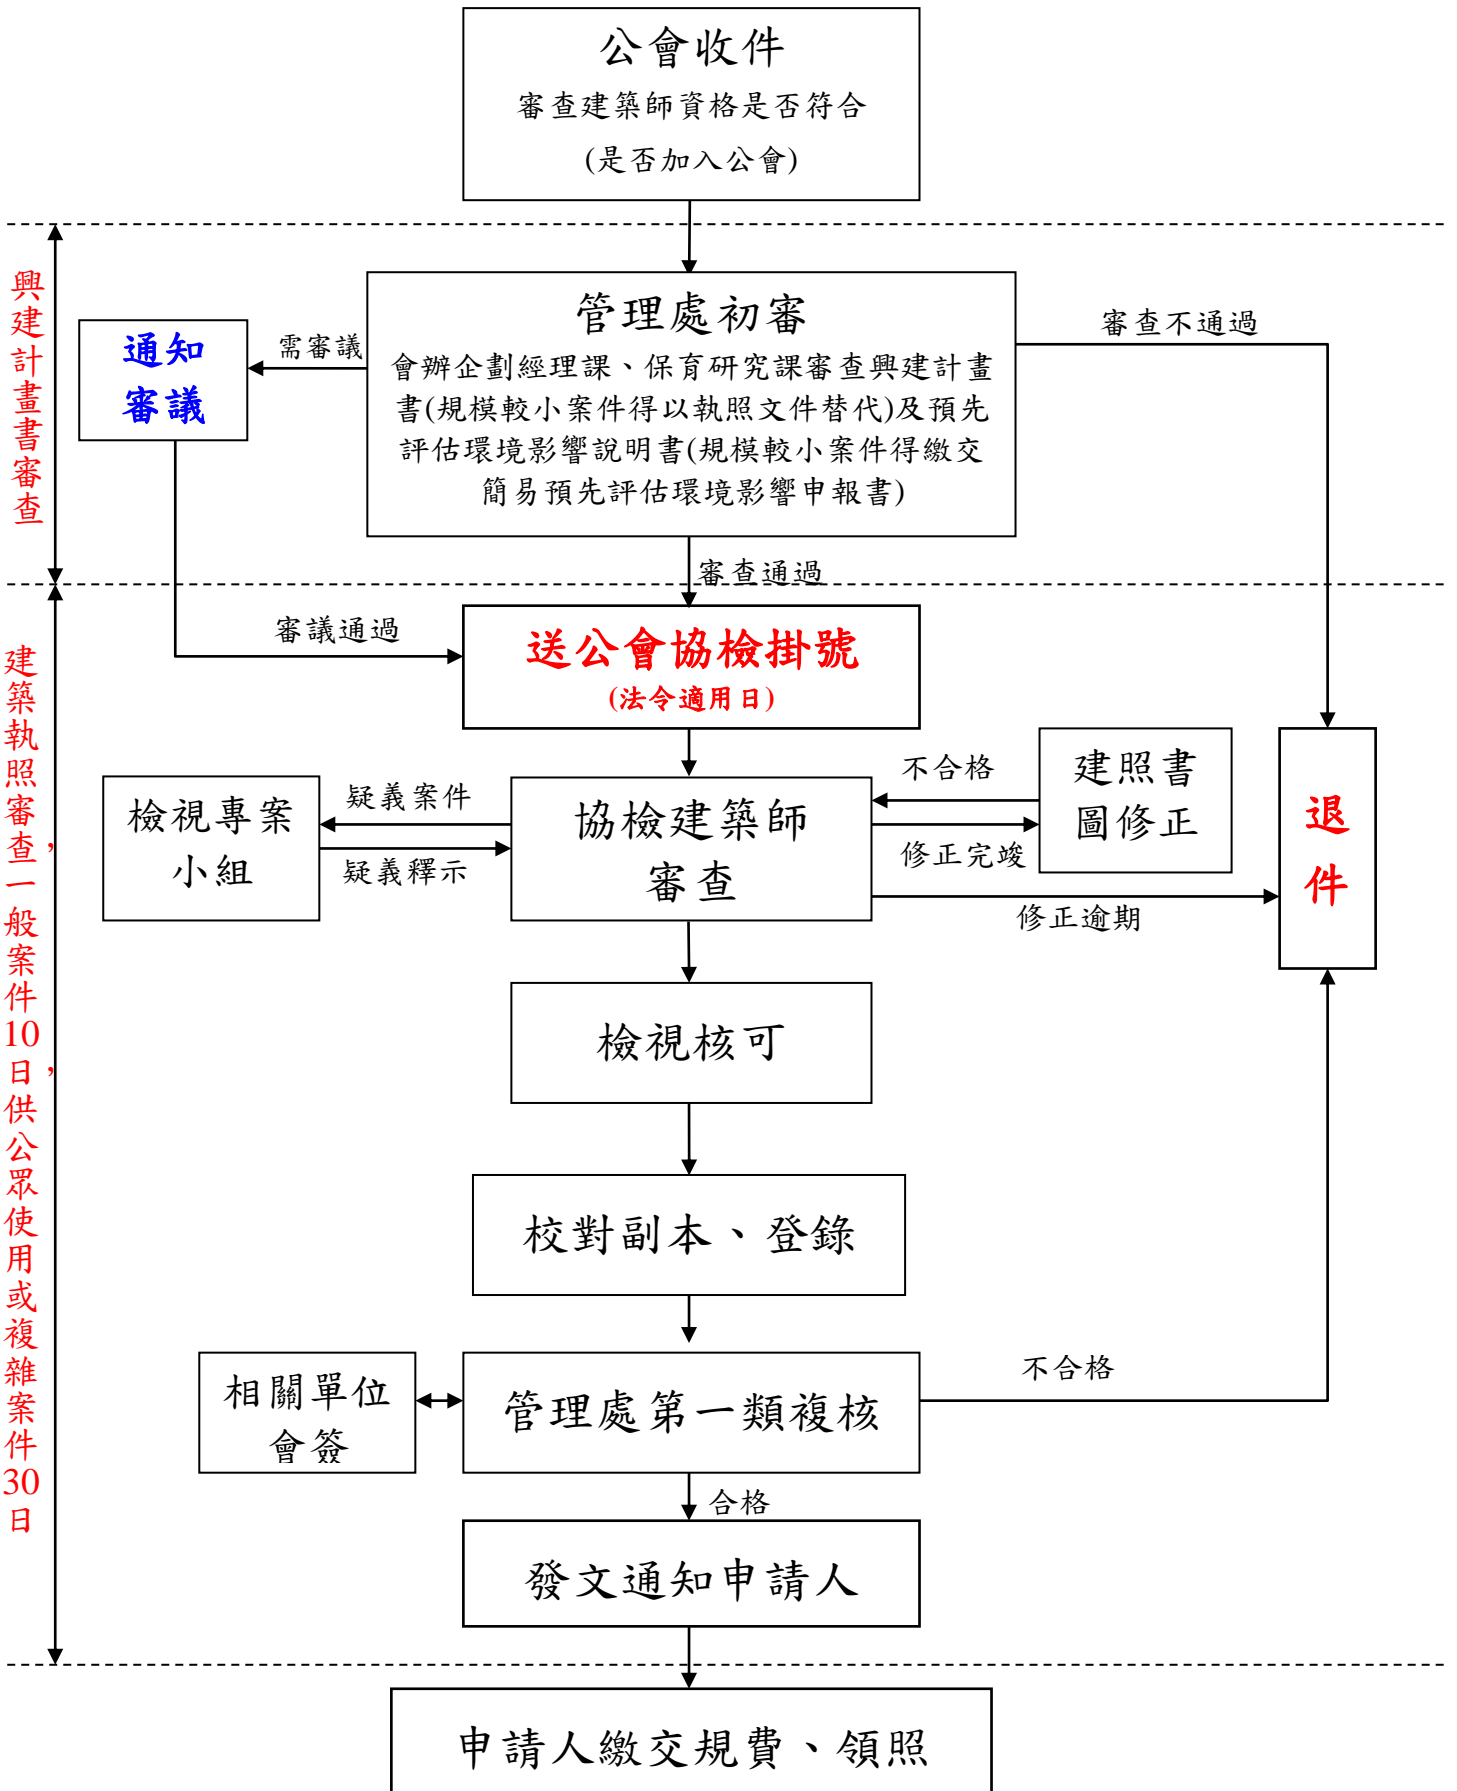 公會收件
審查建築師資格是否符合
(是否加入公會)
興建計畫書審查
管理處初審
會辦企劃經理課、保育研究課審查興建計畫
書(規模較小案件得以執照文件替代)及預先
評估環境影響說明書(規模較小案件得繳交
簡易預先評估環境影響申報書)
需審議
通知
審議
審查不通過
審查通過
審議通過
送公會協檢掛號
(法令適用日)
建築執照審查一般案件10日，供公眾使用或複雜案件30日，
檢視專案
小組
疑義案件
疑義釋示
協檢建築師
審查
不合格
修正完竣
建照書
圖修正
修正逾期
退
件
檢視核可
校對副本、登錄
相關單位
會簽
管理處第一類複核
不合格
合格
發文通知申請人
申請人繳交規費、領照